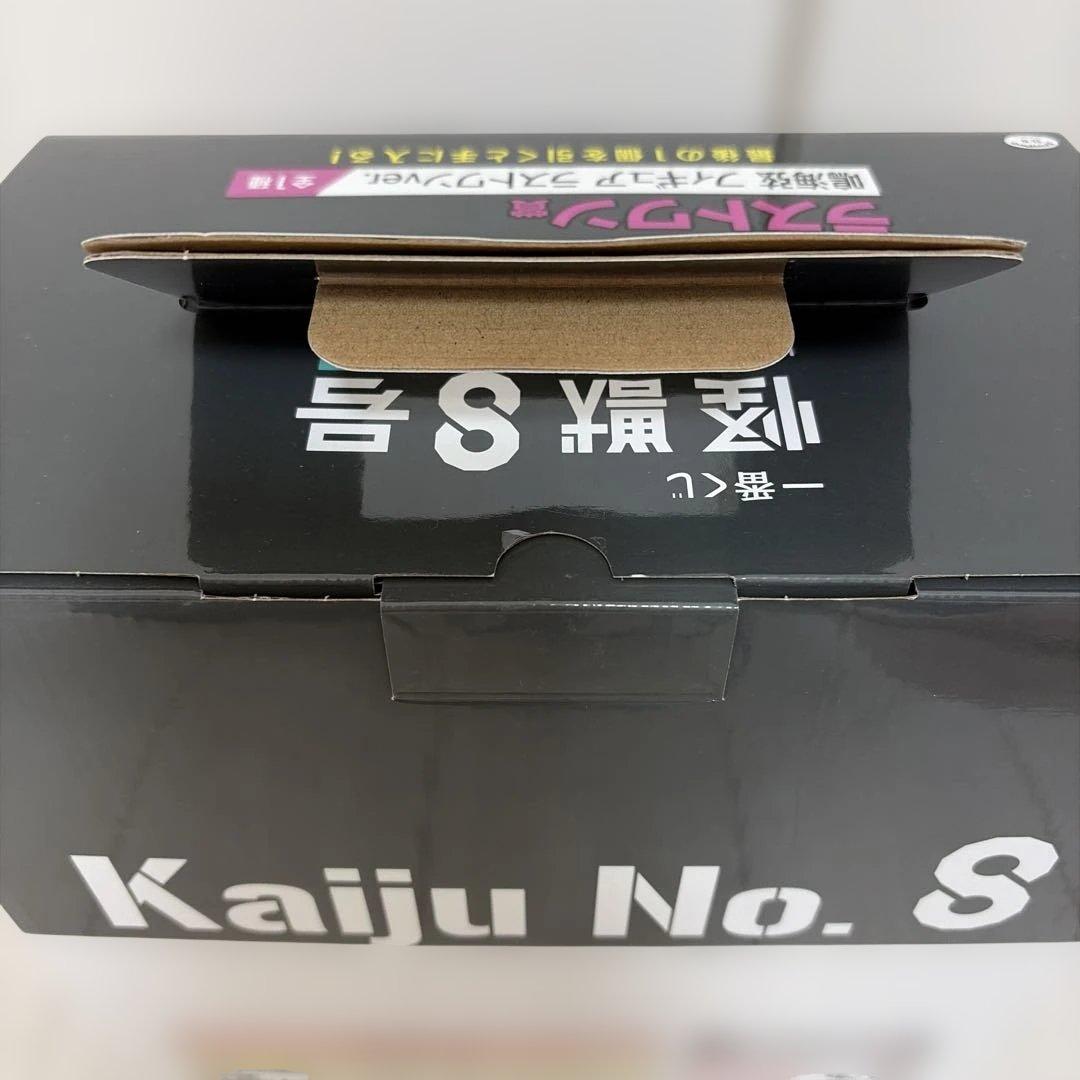 一番くじ
怪獣8号
ラストワン賞
鳴海弦 フィギュア ラストワンver. 全1種
最後の1個を引くと手に入る!
Kaiju No. 8